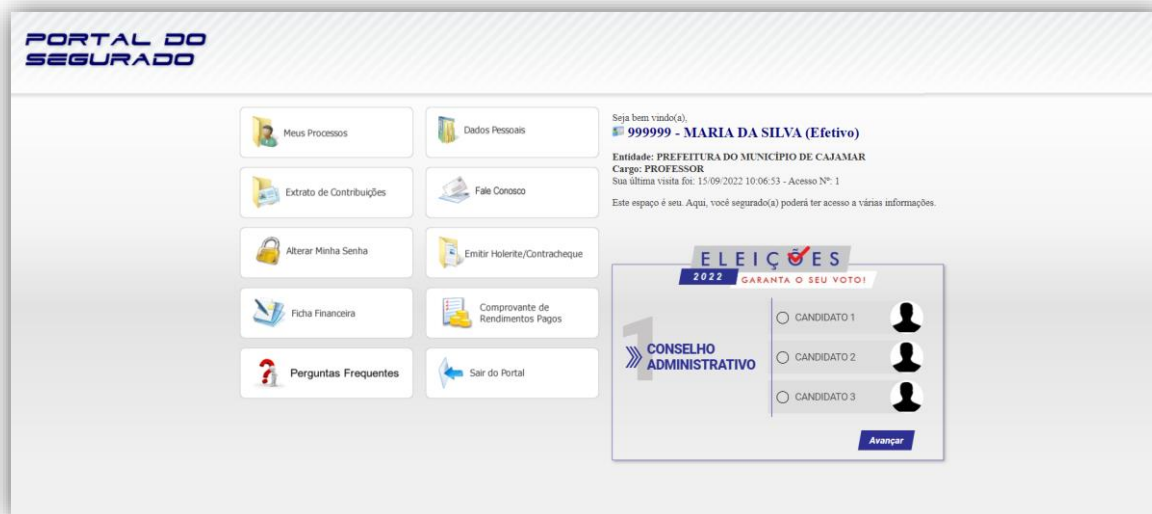 PORTAL DO
SEGURADO
Meus Processos
Dados Pessoais
Extrato de Contribuições
Fale Conosco
Alterar Minha Senha
Emitir Holerite/Contracheque
Ficha Financeira
Comprovante de
Rendimentos Pagos
Perguntas Frequentes
Sair do Portal
Seja bem vindo(a),
999999 - MARIA DA SILVA (Efetivo)
Entidade: PREFEITURA DO MUNICÍPIO DE CAJAMAR
Cargo: PROFESSOR
Sua última visita foi: 15/09/2022 10:06:53 - Acesso Nº: 1
Este espaço é seu. Aqui, você segurado(a) poderá ter acesso a várias informações.
ELEIÇÕES
2022 GARANTA O SEU VOTO!
1
CONSELHO
ADMINISTRATIVO
CANDIDATO 1
CANDIDATO 2
CANDIDATO 3
Avançar